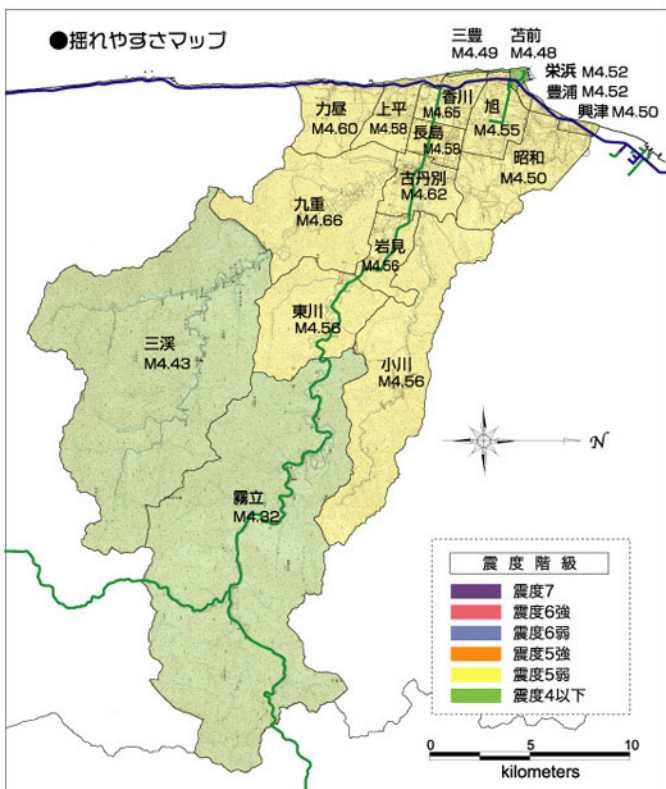 ●揺れやすさマップ
三豊
M4.49
苫前
M4.48
栄浜 M4.52
豊浦 M4.52
興津 M4.50
力昼
M4.60
上平
M4.58
香川
M4.65
旭
M4.55
長島
M4.58
昭和
M4.50
古丹別
M4.62
九重
M4.66
岩見
M4.56
東川
M4.56
三渓
M4.43
小川
M4.56
霧立
M4.32
N
震度階級
震度7
震度6強
震度6弱
震度5強
震度5弱
震度4以下
0 5 10
kilometers